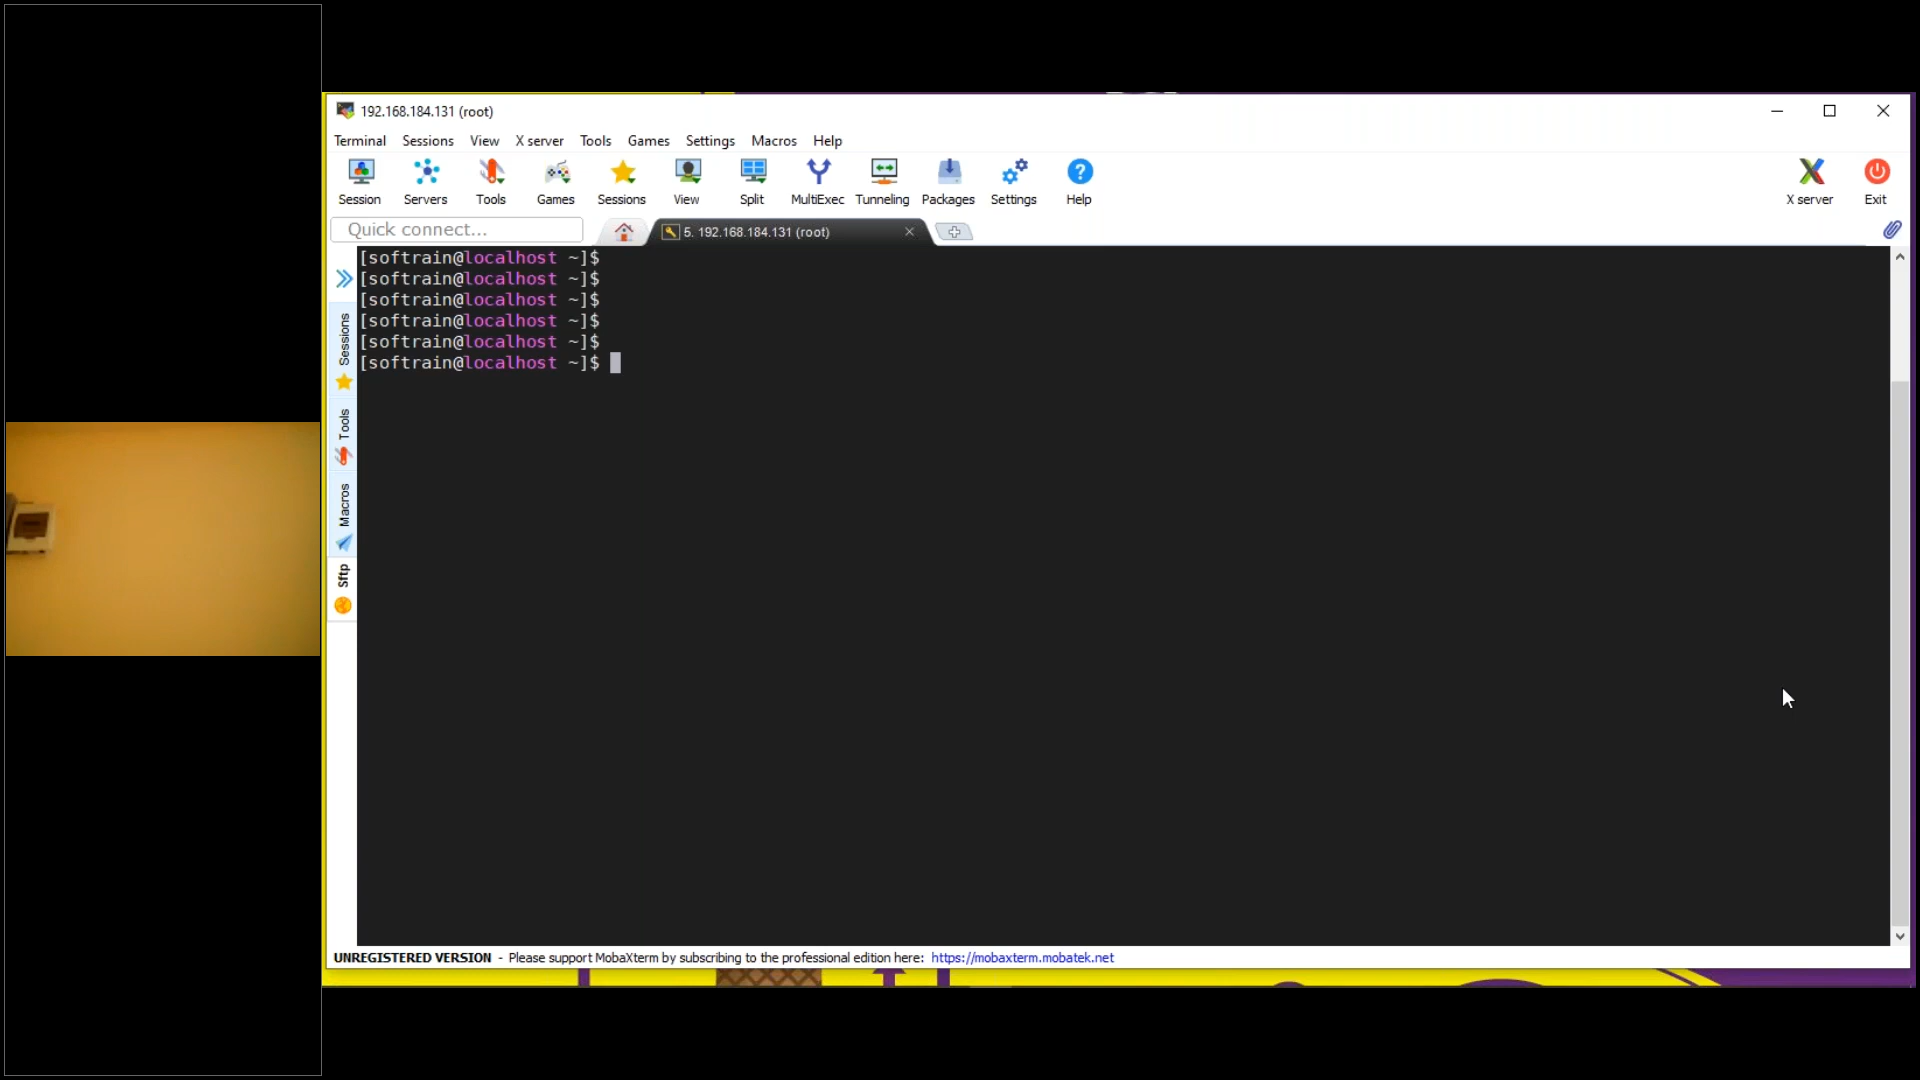 192.168.184.131 (root)
Terminal Sessions View X server Tools Games Settings Macros Help
Session Servers Tools Games Sessions View Split MultiExec Tunneling Packages Settings Help X server Exit
Quick connect... 5. 192.168.184.131 (root)
[softrain@localhost ~]$
[softrain@localhost ~]$
[softrain@localhost ~]$
[softrain@localhost ~]$
[softrain@localhost ~]$
[softrain@localhost ~]$
Sessions
Tools
Macros
Sftp
UNREGISTERED VERSION - Please support MobaXterm by subscribing to the professional edition here: https://mobaxterm.mobatek.net